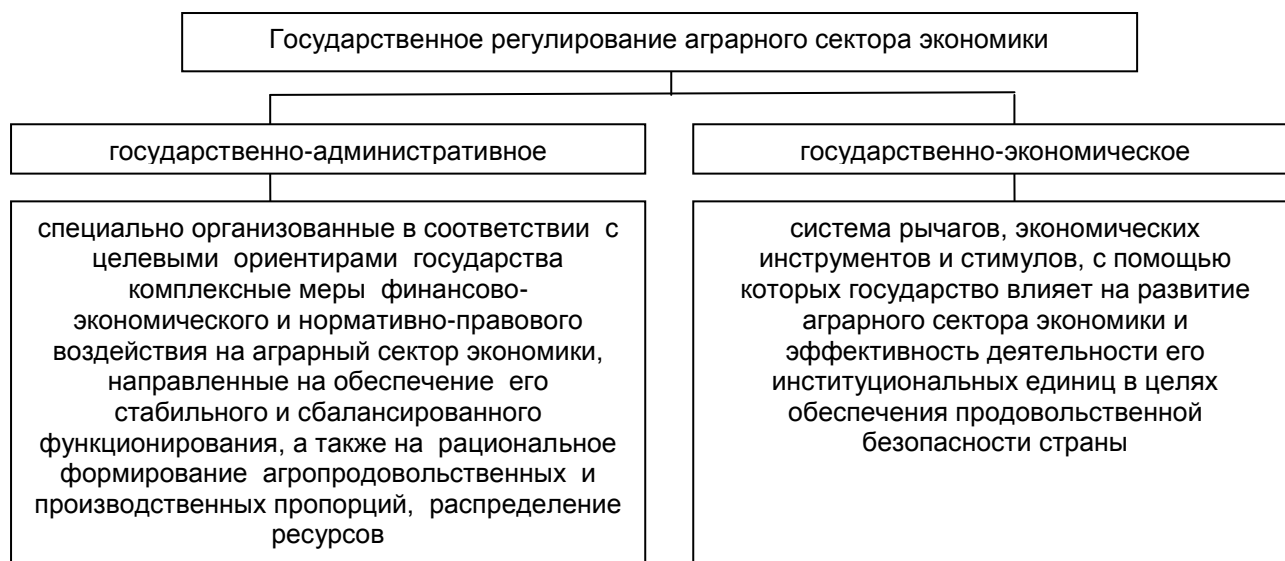 Государственное регулирование аграрного сектора экономики
государственно-административное
государственно-экономическое
специально организованные в соответствии с
целевыми ориентирами государства
комплексные меры финансово-
экономического и нормативно-правового
воздействия на аграрный сектор экономики,
направленные на обеспечение его
стабильного и сбалансированного
функционирования, а также на рациональное
формирование агропродовольственных и
производственных пропорций, распределение
ресурсов
система рычагов, экономических
инструментов и стимулов, с помощью
которых государство влияет на развитие
аграрного сектора экономики и
эффективность деятельности его
институциональных единиц в целях
обеспечения продовольственной
безопасности страны